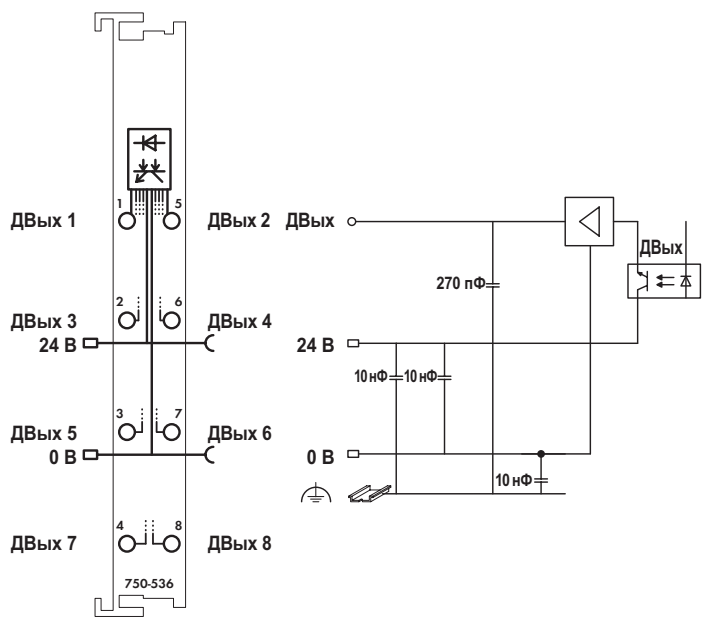 1 5
ДВых 1 ДВых 2 ДВых
ДВых
270 пФ
2 6
ДВых 3 ДВых 4
24 В 24 В
10 нФ 10 нФ
3 7
ДВых 5 ДВых 6
0 В 0 В
10 нФ
4 8
ДВых 7 ДВых 8
750-536